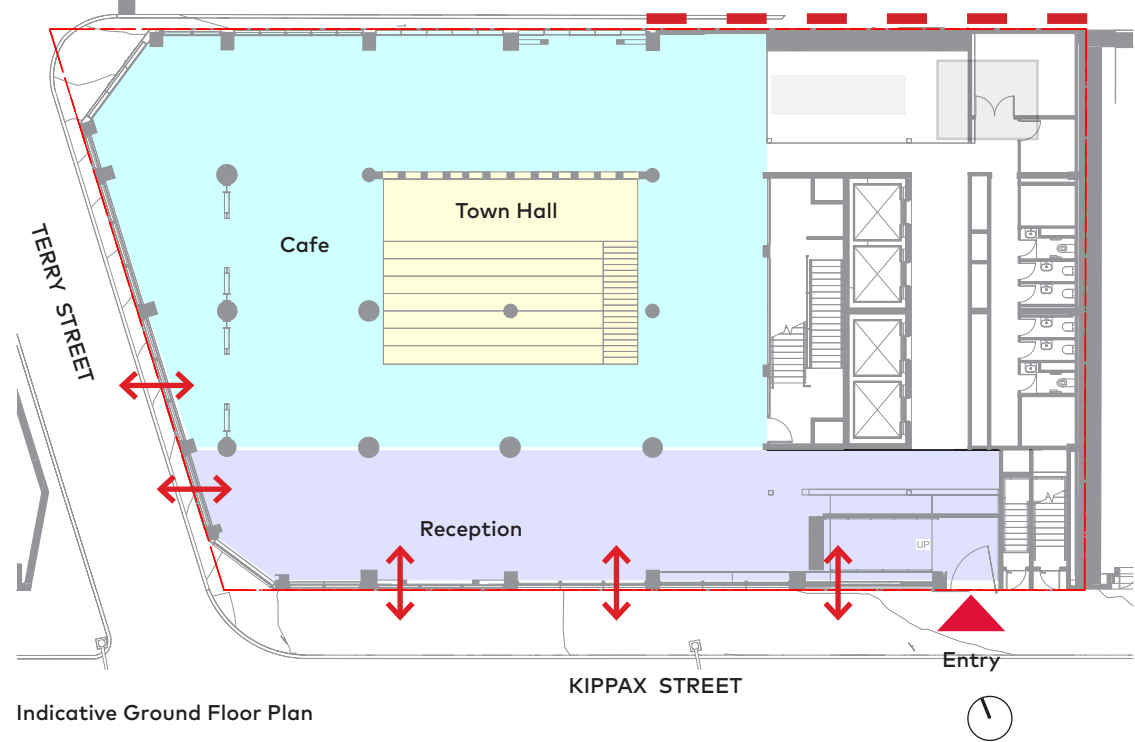 Town Hall
Cafe
TERRY STREET
Reception
UP
Entry
KIPPAX STREET
Indicative Ground Floor Plan